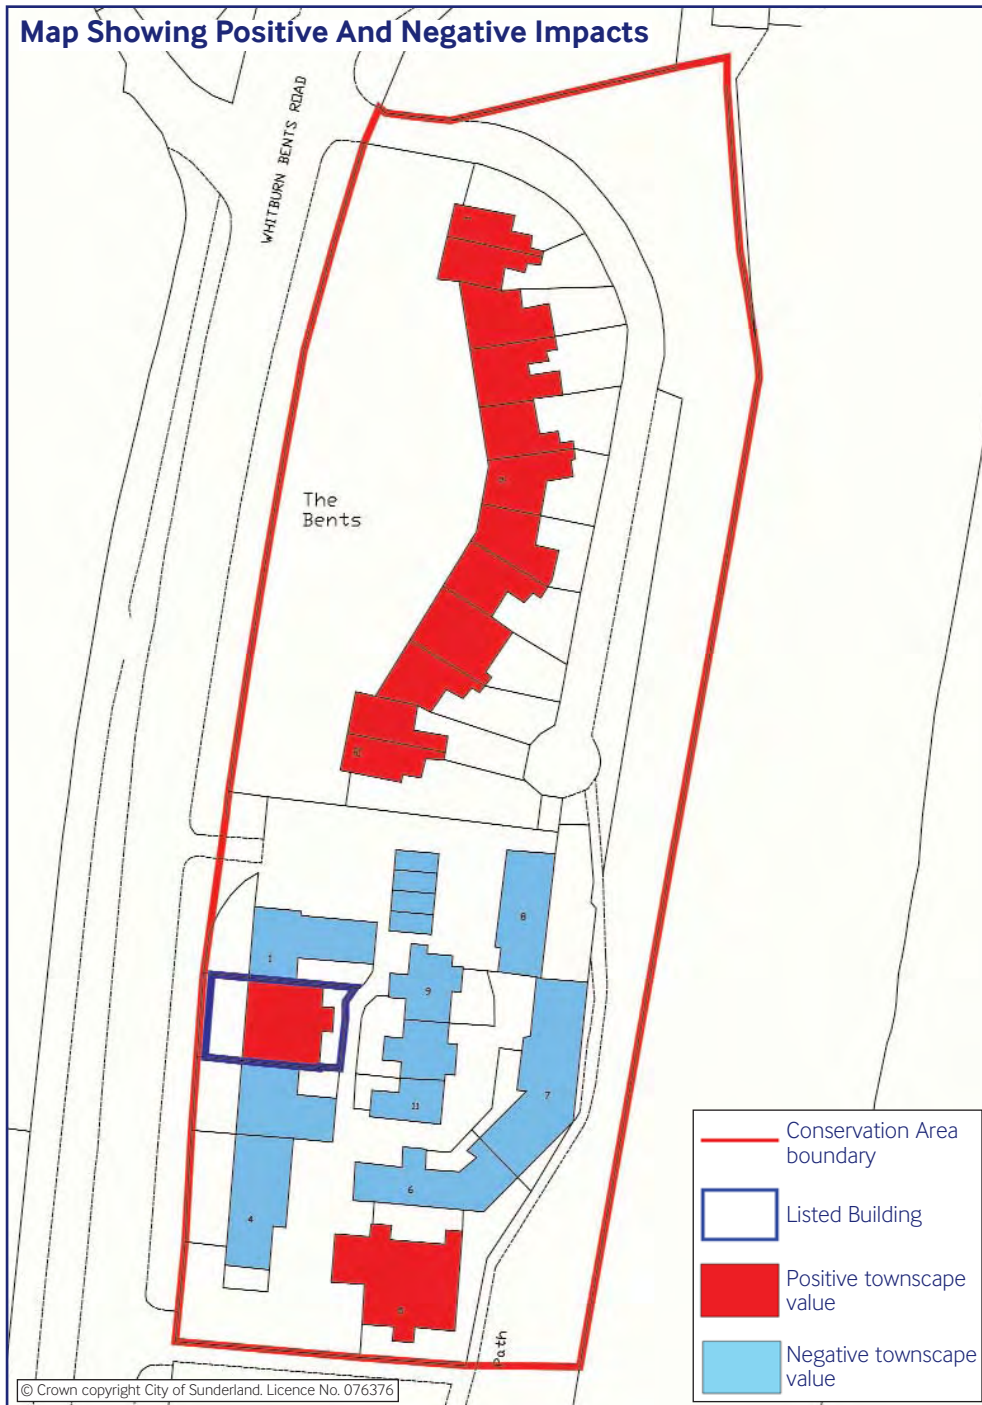 Map Showing Positive And Negative Impacts
WHITBURN BENTS ROAD
The
Bents
1
8
9
7
11
6
4
Path
Conservation Area
boundary
Listed Building
Positive townscape
value
Negative townscape
value
© Crown copyright City of Sunderland. Licence No. 076376